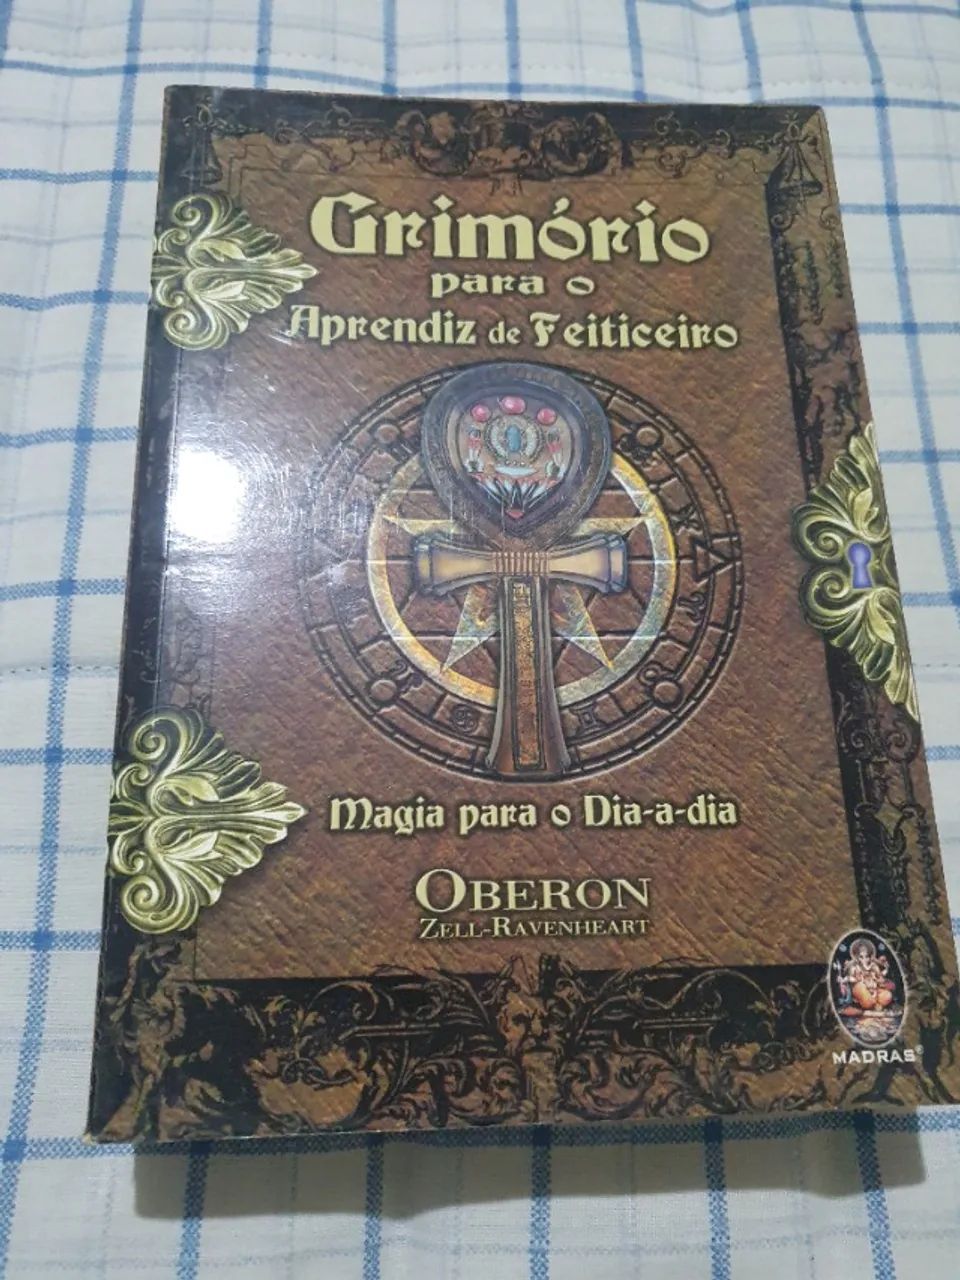 Grimório
para o
Aprendiz de Feiticeiro
Magia para o Dia-a-dia
OBERON
ZELL-RAVENHEART
MADRAS®